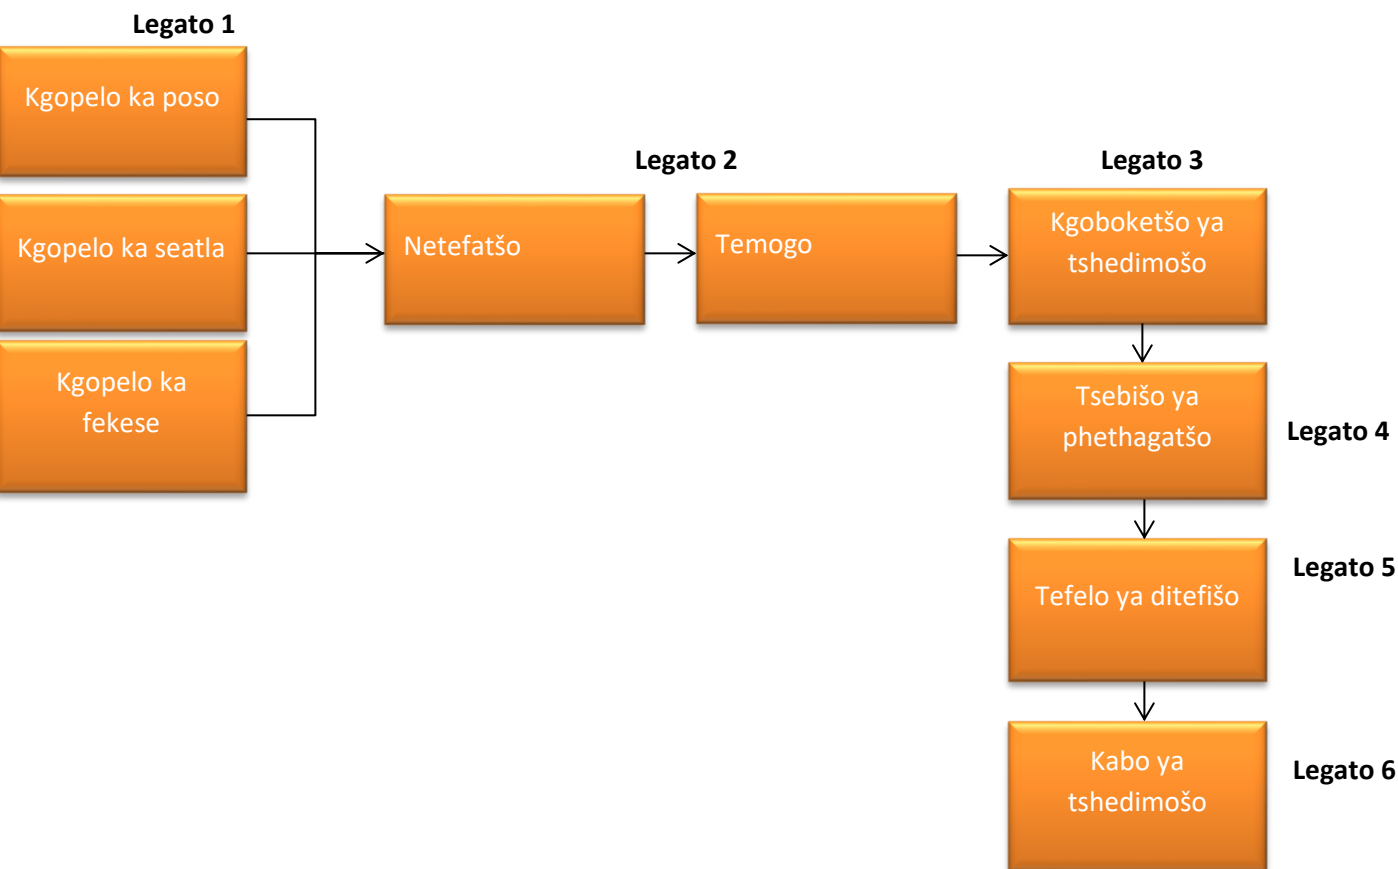 Legato 1
Kgopelo ka poso
Kgopelo ka seatla
Kgopelo ka
fekese
Legato 2
Netefatšo
Temogo
Legato 3
Kgoboketšo ya
tshedimošo
Tsebišo ya
phethagatšo
Legato 4
Tefelo ya ditefišo
Legato 5
Kabo ya
tshedimošo
Legato 6